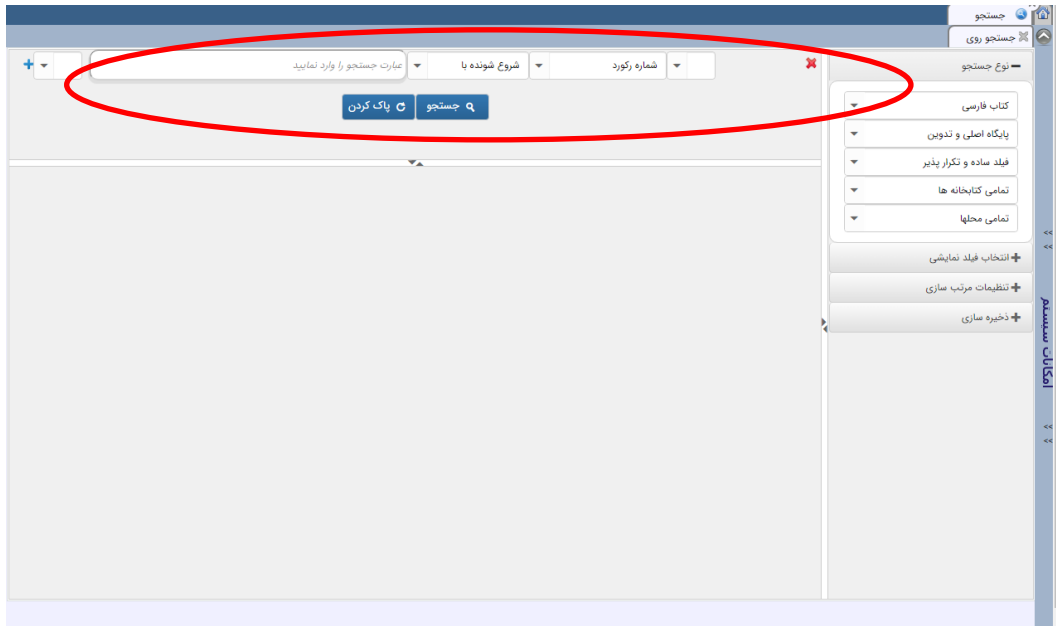 جستجو
جستجو روی
نوع جستجو
شماره رکورد
شروع شونده با
عبارت جستجو را وارد نمایید
جستجو
پاک کردن
کتاب فارسی
پایگاه اصلی و تدوین
فیلد ساده و تکرار پذیر
تمامی کتابخانه ها
تمامی محلها
انتخاب فیلد نمایشی
تنظیمات مرتب سازی
ذخیره سازی
امکانات سیستم